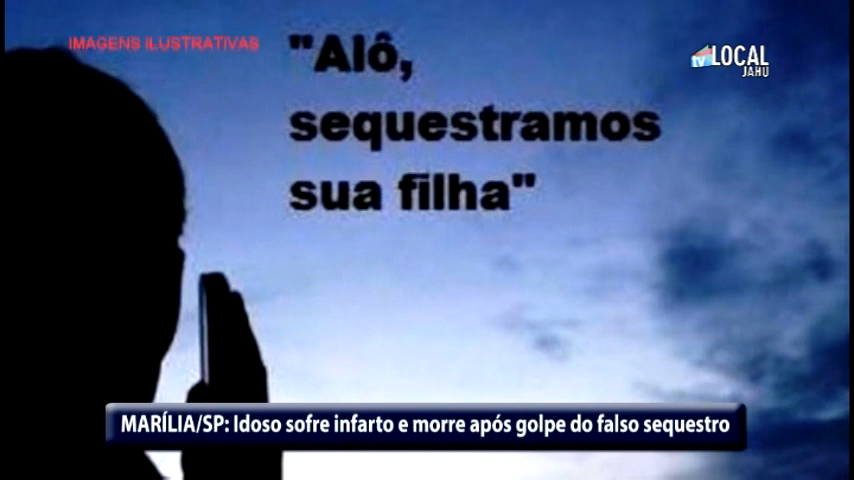 IMAGENS ILUSTRATIVAS
"Alô,
sequestramos
sua filha"
tv LOCAL
JAHU
MARÍLIA/SP: Idoso sofre infarto e morre após golpe do falso sequestro